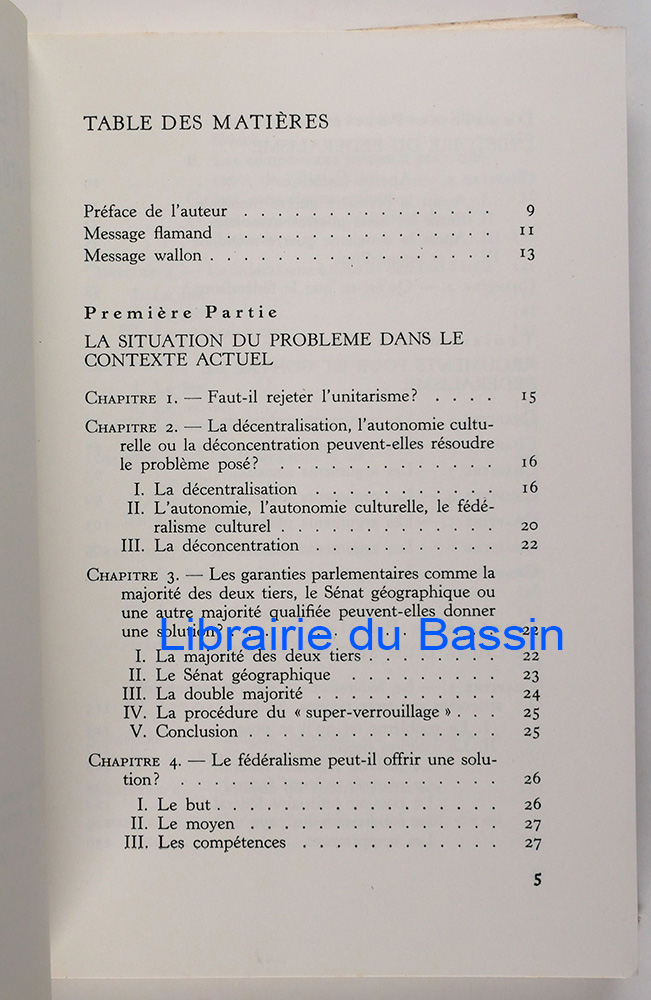 TABLE DES MATIÈRES
Préface de l'auteur . . . . . . . . . . . . . . . 9
Message flamand . . . . . . . . . . . . . . . . 11
Message wallon . . . . . . . . . . . . . . . . . 13
Première Partie
LA SITUATION DU PROBLEME DANS LE
CONTEXTE ACTUEL
CHAPITRE 1. — Faut-il rejeter l'unitarisme? . . . . 15
CHAPITRE 2. — La décentralisation, l'autonomie cultu-
relle ou la déconcentration peuvent-elles résoudre
le problème posé? . . . . . . . . . . . . . 16
I. La décentralisation . . . . . . . . . . . 16
II. L'autonomie, l'autonomie culturelle, le fédé-
ralisme culturel . . . . . . . . . . . . . 20
III. La déconcentration . . . . . . . . . . . 22
CHAPITRE 3. — Les garanties parlementaires comme la
majorité des deux tiers, le Sénat géographique ou
une autre majorité qualifiée peuvent-elles donner
une solution? . . . . . . . . . . . . . . . 22
Librairie du Bassin
I. La majorité des deux tiers . . . . . . . . 22
II. Le Sénat géographique . . . . . . . . . 23
III. La double majorité . . . . . . . . . . . 24
IV. La procédure du « super-verrouillage » . . . 25
V. Conclusion . . . . . . . . . . . . . . . 25
CHAPITRE 4. — Le fédéralisme peut-il offrir une solu-
tion? . . . . . . . . . . . . . . . . . . 26
I. Le but . . . . . . . . . . . . . . . . . 26
II. Le moyen . . . . . . . . . . . . . . . 27
III. Les compétences . . . . . . . . . . . . 27
5